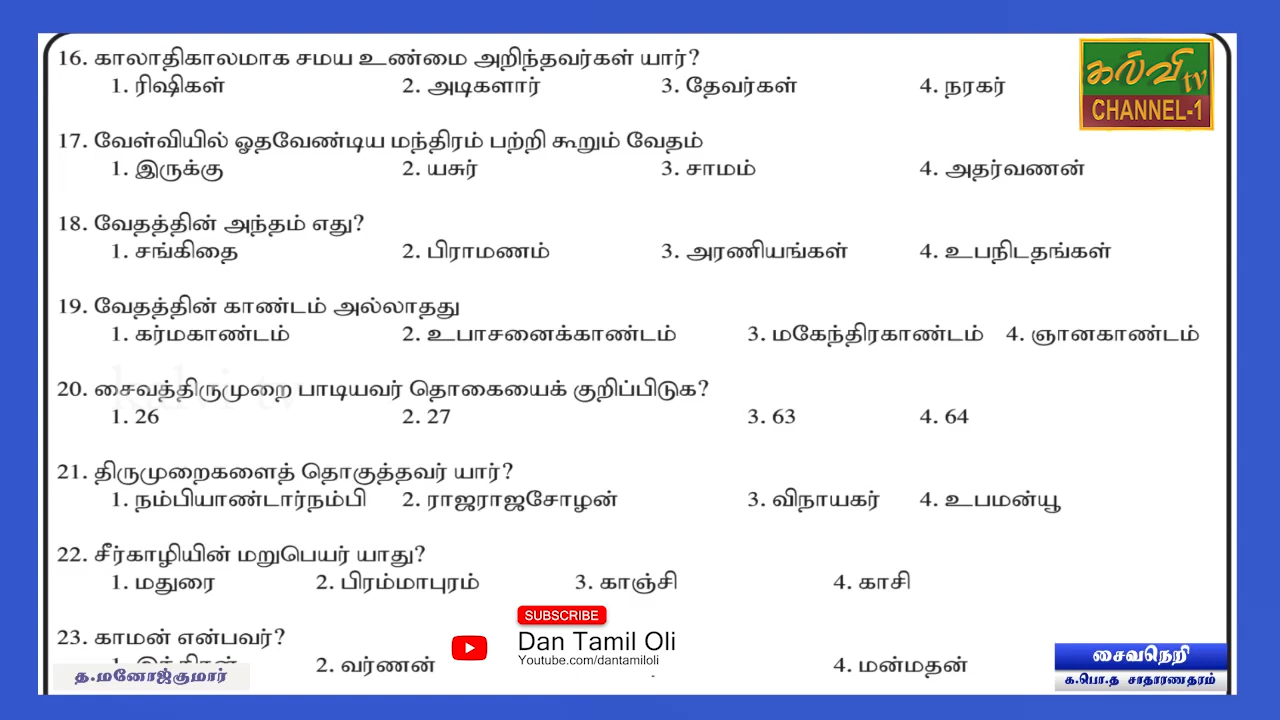 16. காலாதிகாலமாக சமய உண்மை அறிந்தவர்கள் யார்?
1. ரிஷிகள் 2. அடிகளார் 3. தேவர்கள் 4. நரகர்
கல்வி tv
CHANNEL-1
17. வேள்வியில் ஓதவேண்டிய மந்திரம் பற்றி கூறும் வேதம்
1. இருக்கு 2. யசுர் 3. சாமம் 4. அதர்வணன்
18. வேதத்தின் அந்தம் எது?
1. சங்கிதை 2. பிராமணம் 3. அரணியங்கள் 4. உபநிடதங்கள்
19. வேதத்தின் காண்டம் அல்லாதது
1. கர்மகாண்டம் 2. உபாசனைக்காண்டம் 3. மகேந்திரகாண்டம் 4. ஞானகாண்டம்
20. சைவத்திருமுறை பாடியவர் தொகையைக் குறிப்பிடுக?
1. 26 2. 27 3. 63 4. 64
21. திருமுறைகளைத் தொகுத்தவர் யார்?
1. நம்பியாண்டார்நம்பி 2. ராஜராஜசோழன் 3. விநாயகர் 4. உபமன்யூ
22. சீர்காழியின் மறுபெயர் யாது?
1. மதுரை 2. பிரம்மாபுரம் 3. காஞ்சி 4. காசி
23. காமன் என்பவர்?
2. வர்ணன் 4. மன்மதன்
SUBSCRIBE
Dan Tamil Oli
Youtube.com/dantamiloli
த.மனோஜ்குமார்
சைவநெறி
க.பொ.த சாதாரணதரம்